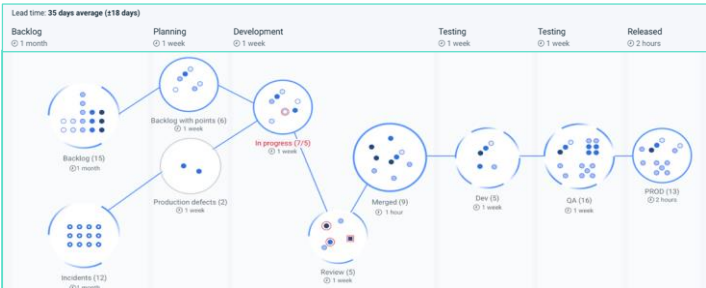 Lead time: 35 days average (±18 days)
Backlog
1 month
Planning
1 week
Development
1 week
Testing
1 week
Testing
1 week
Released
2 hours
Backlog (15)
1 month
Incidents (12)
1 month
Backlog with points (6)
1 week
Production defects (2)
1 week
In progress (7/5)
1 week
Review (5)
1 week
Merged (9)
1 hour
Dev (5)
1 week
QA (16)
1 week
PROD (13)
2 hours